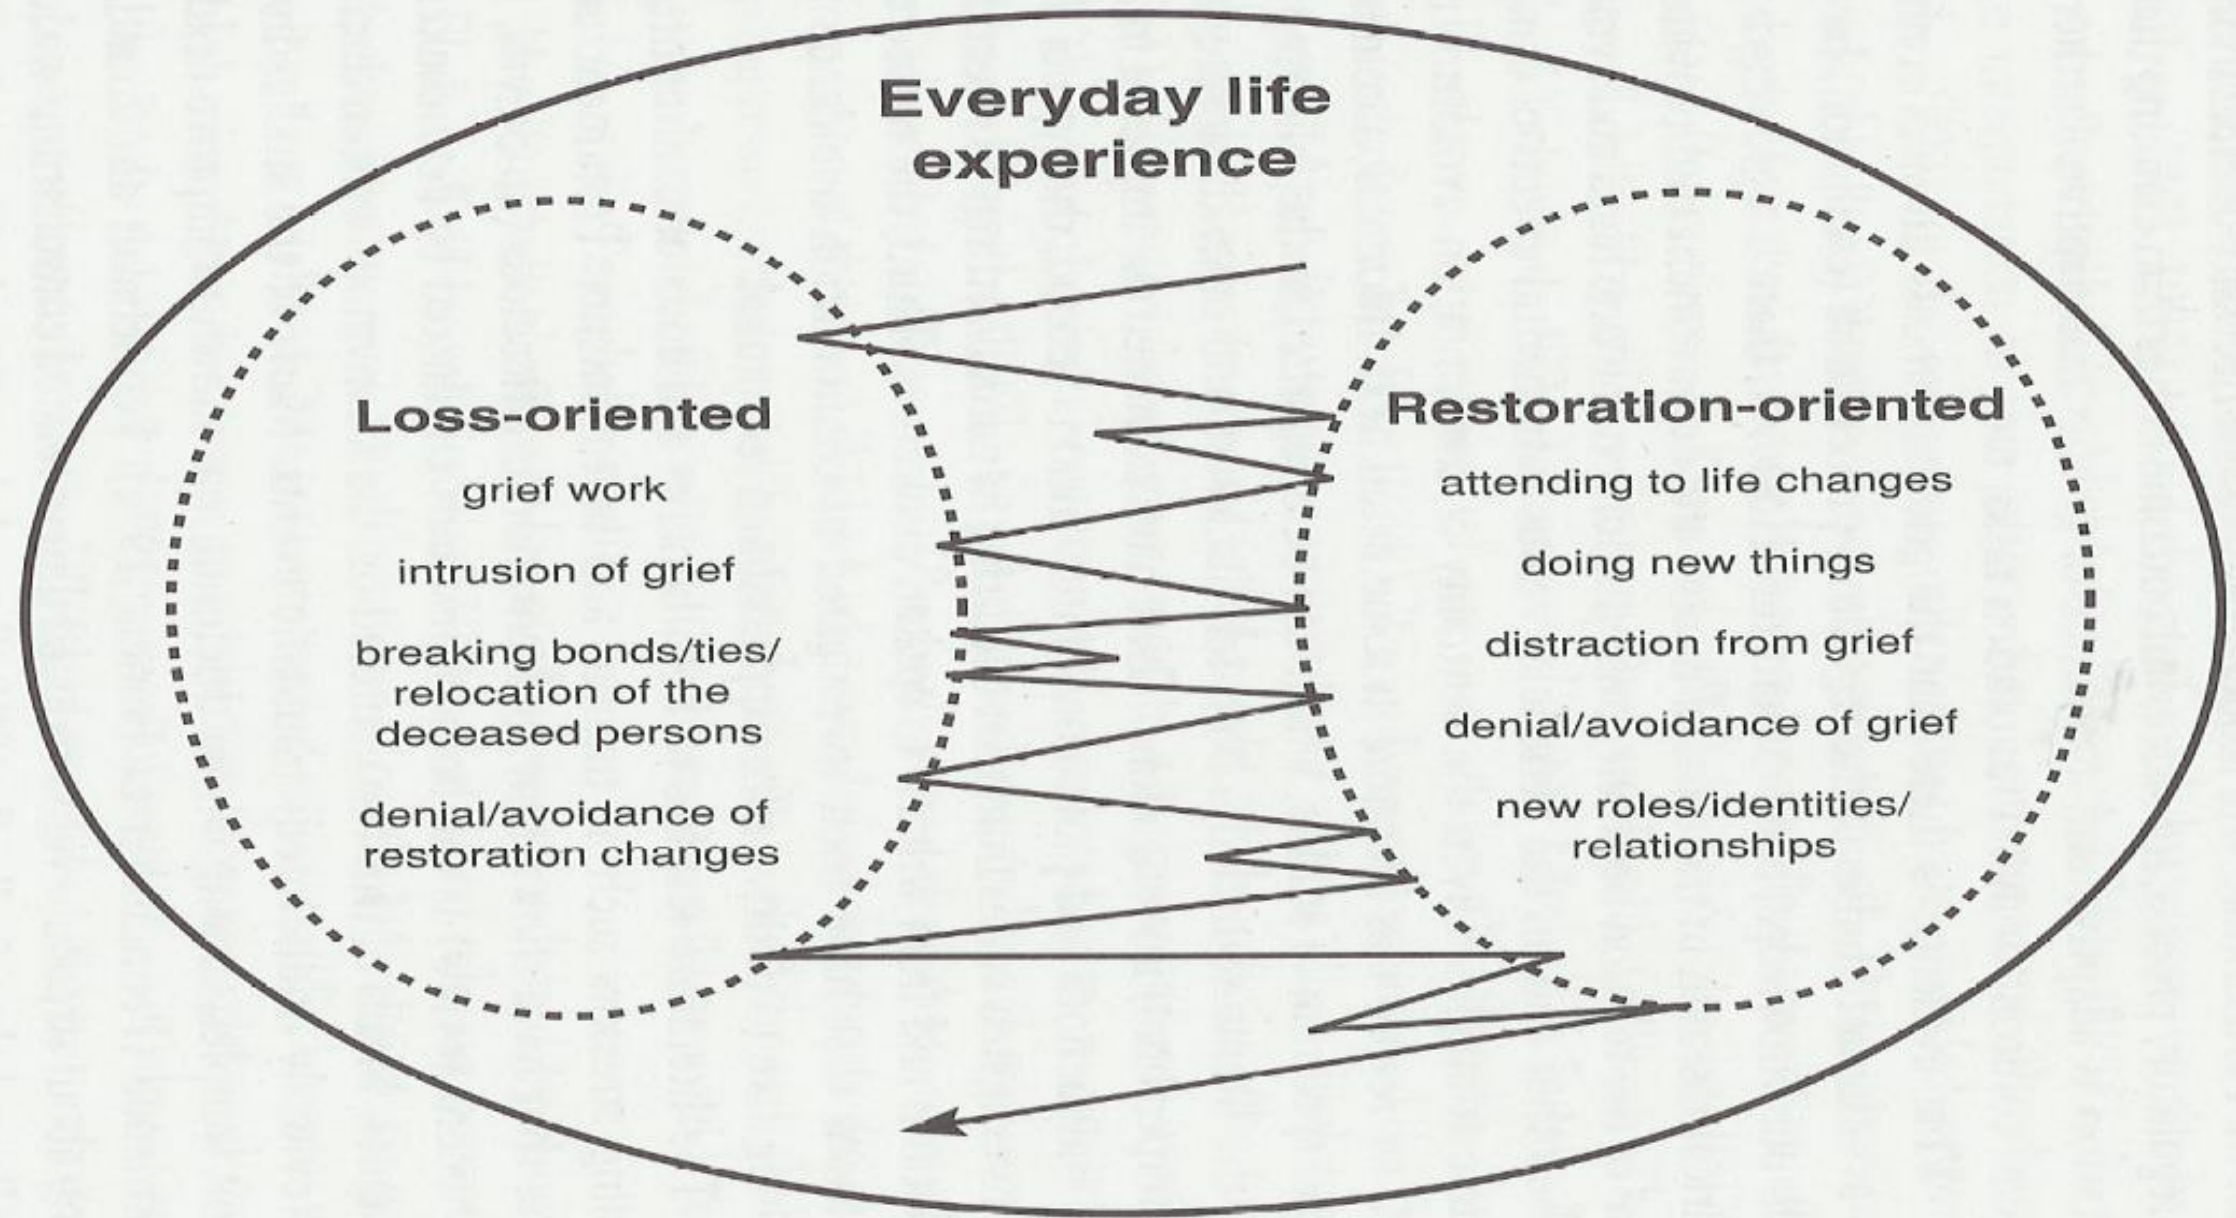 Everyday life
experience
Loss-oriented
grief work
intrusion of grief
breaking bonds/ties/
relocation of the
deceased persons
denial/avoidance of
restoration changes
Restoration-oriented
attending to life changes
doing new things
distraction from grief
denial/avoidance of grief
new roles/identities/
relationships